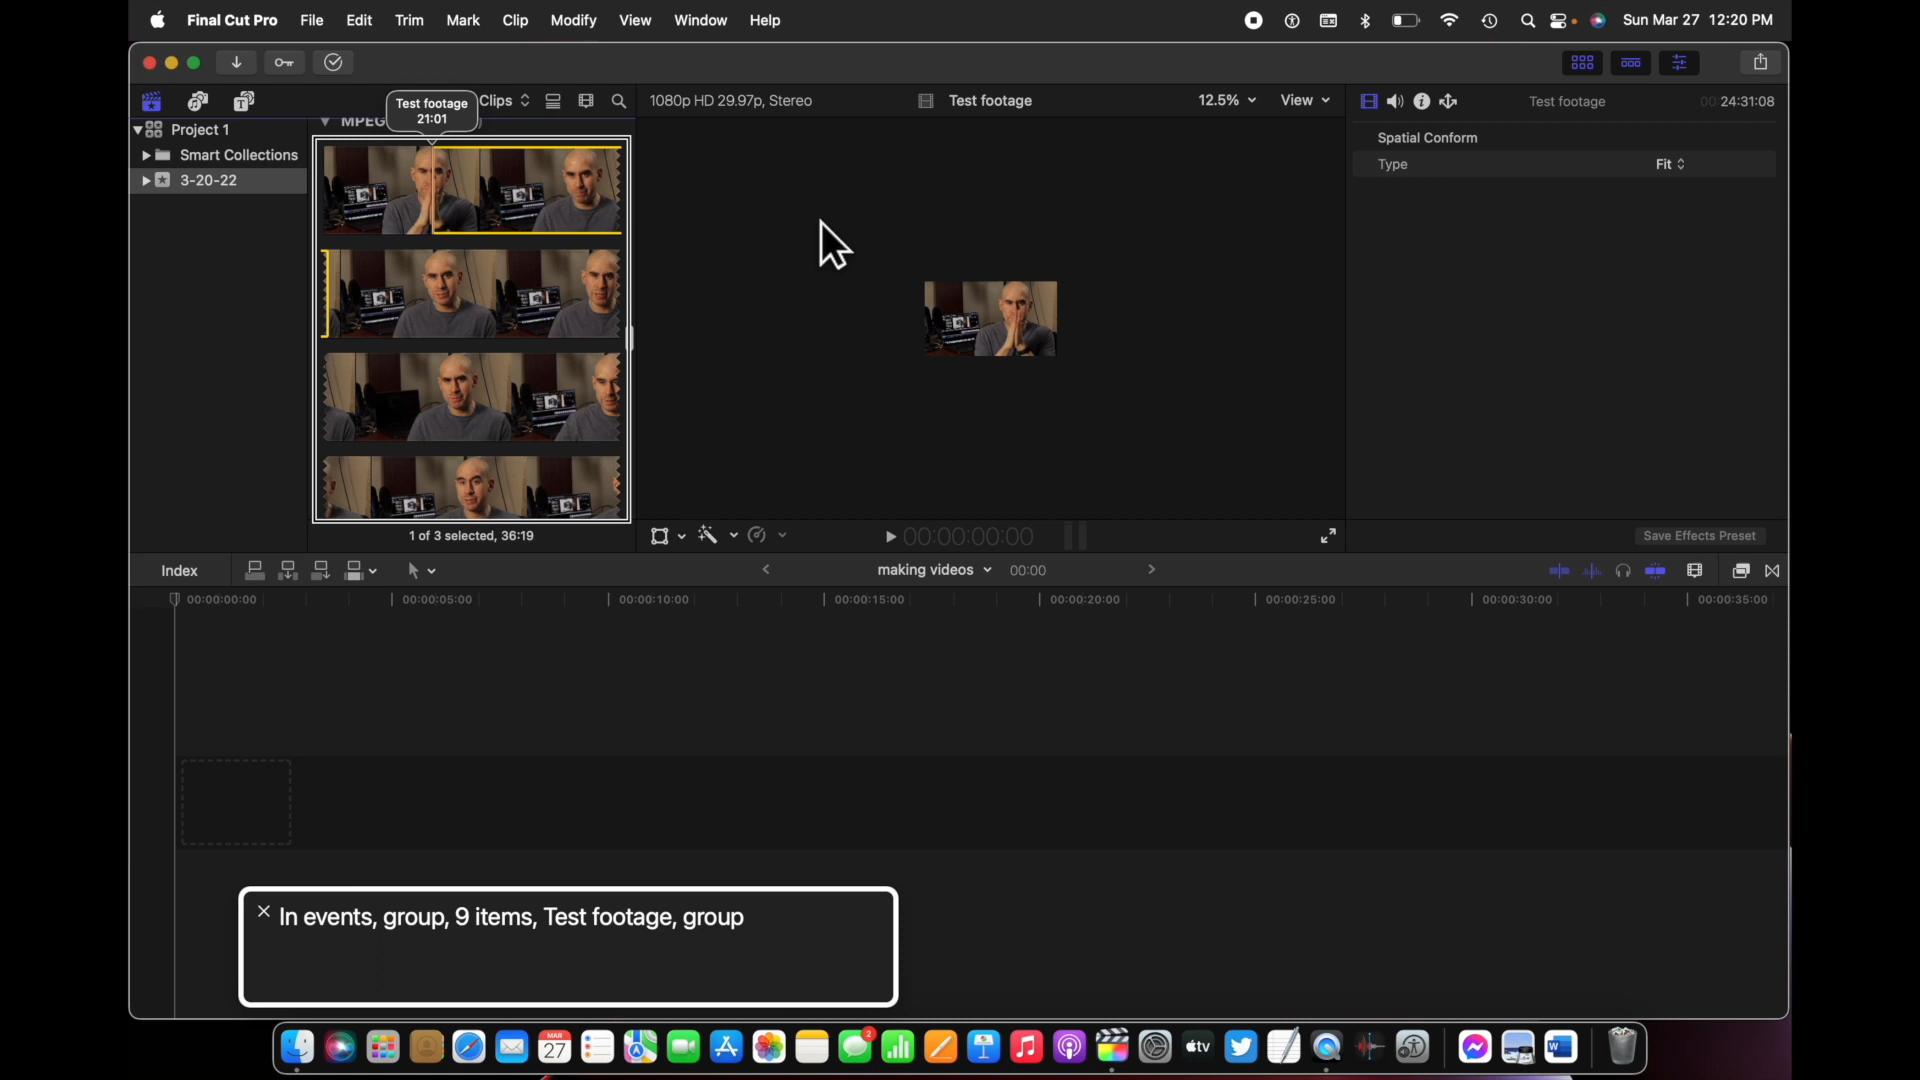 Final Cut Pro File Edit Trim Mark Clip Modify View Window Help Sun Mar 27 12:20 PM
Clips
Test footage
21:01
1080p HD 29.97p, Stereo
Test footage
12.5% View
Test footage
24:31:08
MPEG
Project 1
Smart Collections
3-20-22
Spatial Conform
Type Fit
1 of 3 selected, 36:19
00:00:00:00
Save Effects Preset
Index
making videos 00:00
00:00:00:00 00:00:05:00 00:00:10:00 00:00:15:00 00:00:20:00 00:00:25:00 00:00:30:00 00:00:35:00
× In events, group, 9 items, Test footage, group
MAR
27
2
tv
W